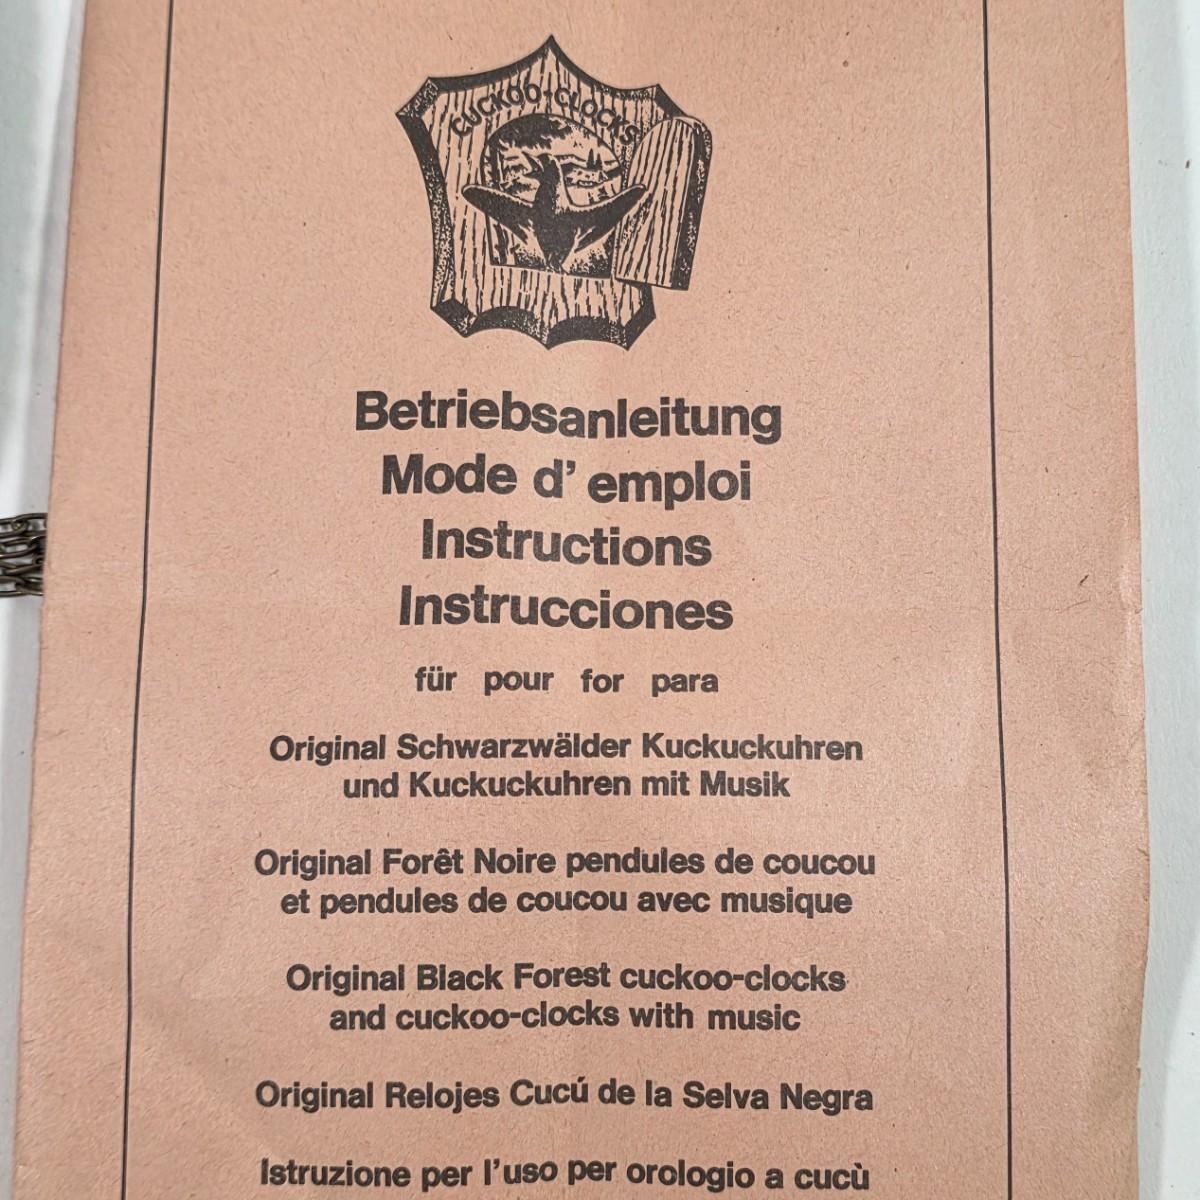 CUCKOO-CLOCKS
Betriebsanleitung
Mode d' emploi
Instructions
Instrucciones
für pour for para
Original Schwarzwälder Kuckuckuhren
und Kuckuckuhren mit Musik
Original Forêt Noire pendules de coucou
et pendules de coucou avec musique
Original Black Forest cuckoo-clocks
and cuckoo-clocks with music
Original Relojes Cucú de la Selva Negra
Istruzione per l'uso per orologio a cucù